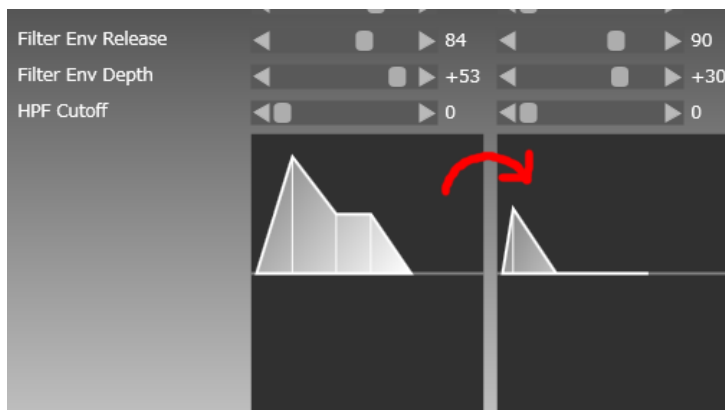 Filter Env Release 84 90
Filter Env Depth +53 +30
HPF Cutoff 0 0